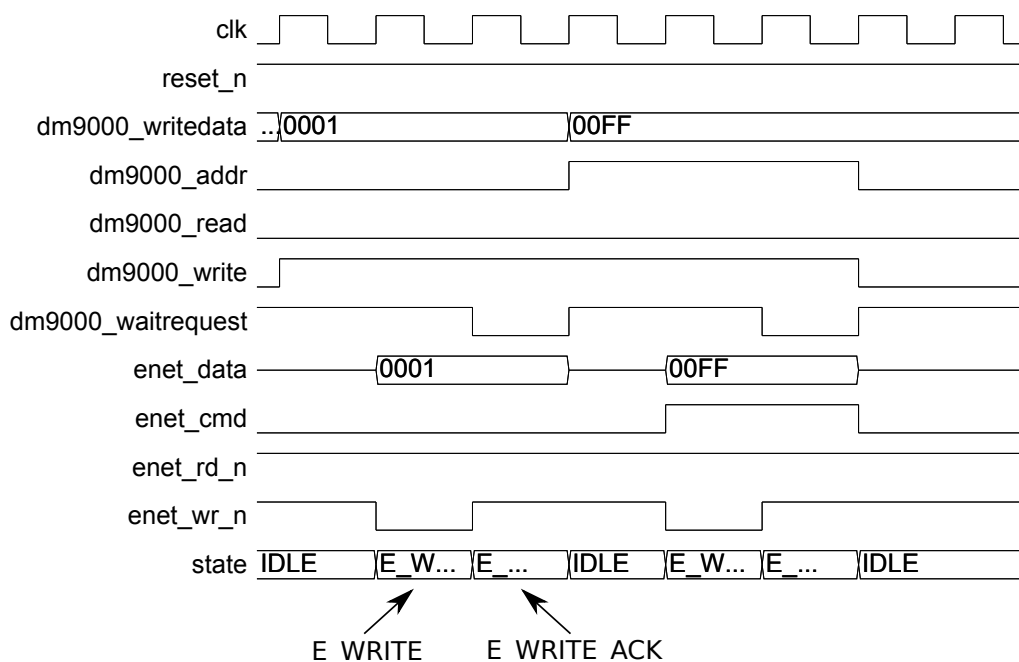 clk
reset_n
dm9000_writedata ... 0001 00FF
dm9000_addr
dm9000_read
dm9000_write
dm9000_waitrequest
enet_data 0001 00FF
enet_cmd
enet_rd_n
enet_wr_n
state IDLE E_W... E_... IDLE E_W... E_... IDLE
E_WRITE E_WRITE_ACK